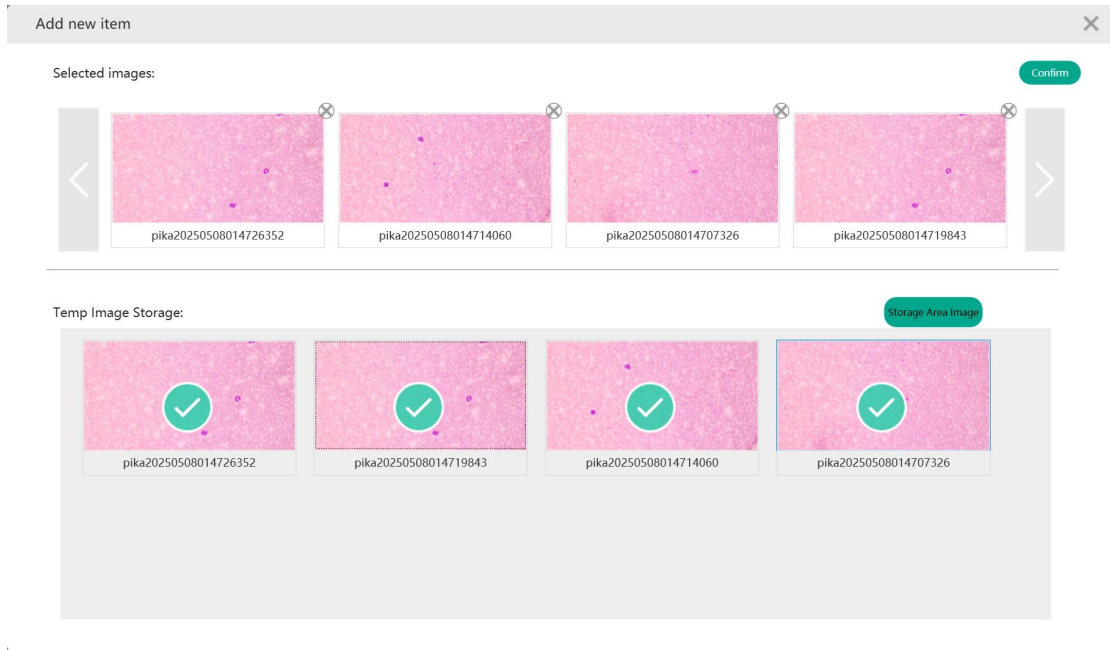 Add new item
Selected images:
Confirm
pika20250508014726352
pika20250508014714060
pika20250508014707326
pika20250508014719843
Temp Image Storage:
Storage Area Image
pika20250508014726352
pika20250508014719843
pika20250508014714060
pika20250508014707326